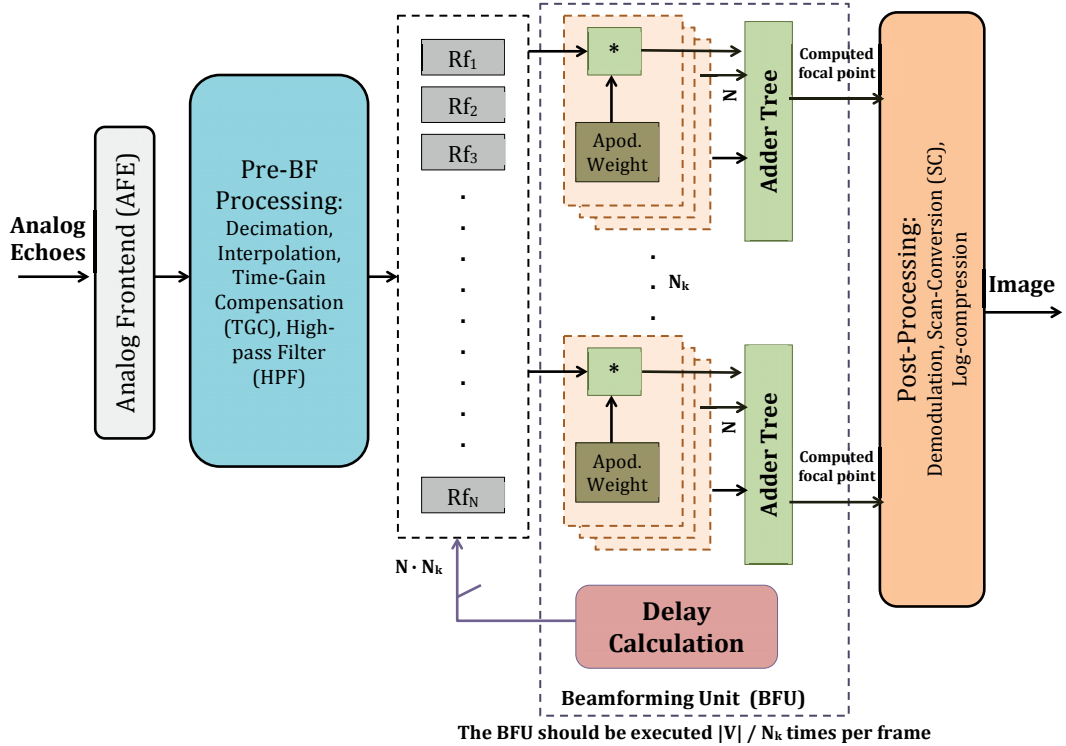 Analog
Echoes
Analog Frontend (AFE)
Pre-BF
Processing:
Decimation,
Interpolation,
Time-Gain
Compensation
(TGC), High-
pass Filter
(HPF)
Rf₁
Rf₂
Rf₃
.
.
.
.
.
.
.
Rf_N
N · Nₖ
*
Apod.
Weight
N
Adder Tree
Computed
focal point
.
. Nₖ
.
*
Apod.
Weight
N
Adder Tree
Computed
focal point
Delay
Calculation
Beamforming Unit (BFU)
The BFU should be executed |V| / Nₖ times per frame
Post-Processing:
Demodulation, Scan-Conversion (SC),
Log-compression
Image